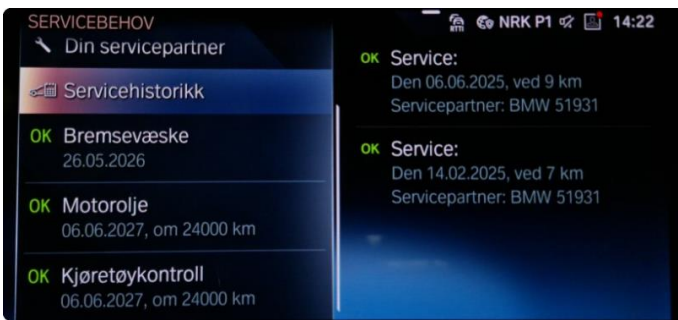 SERVICEBEHOV
RTTI NRK P1 14:22
Din servicepartner
Servicehistorikk
OK Bremsevæske
26.05.2026
OK Motorolje
06.06.2027, om 24000 km
OK Kjøretøykontroll
06.06.2027, om 24000 km
OK Service:
Den 06.06.2025, ved 9 km
Servicepartner: BMW 51931
OK Service:
Den 14.02.2025, ved 7 km
Servicepartner: BMW 51931